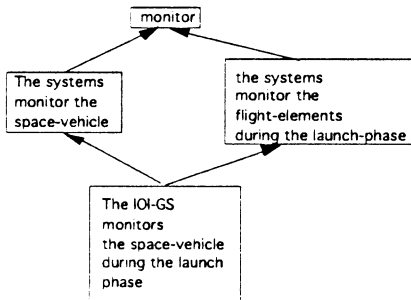 monitor
The systems
monitor the
space-vehicle
the systems
monitor the
flight-elements
during the launch-phase
The IOI-GS
monitors
the space-vehicle
during the launch
phase